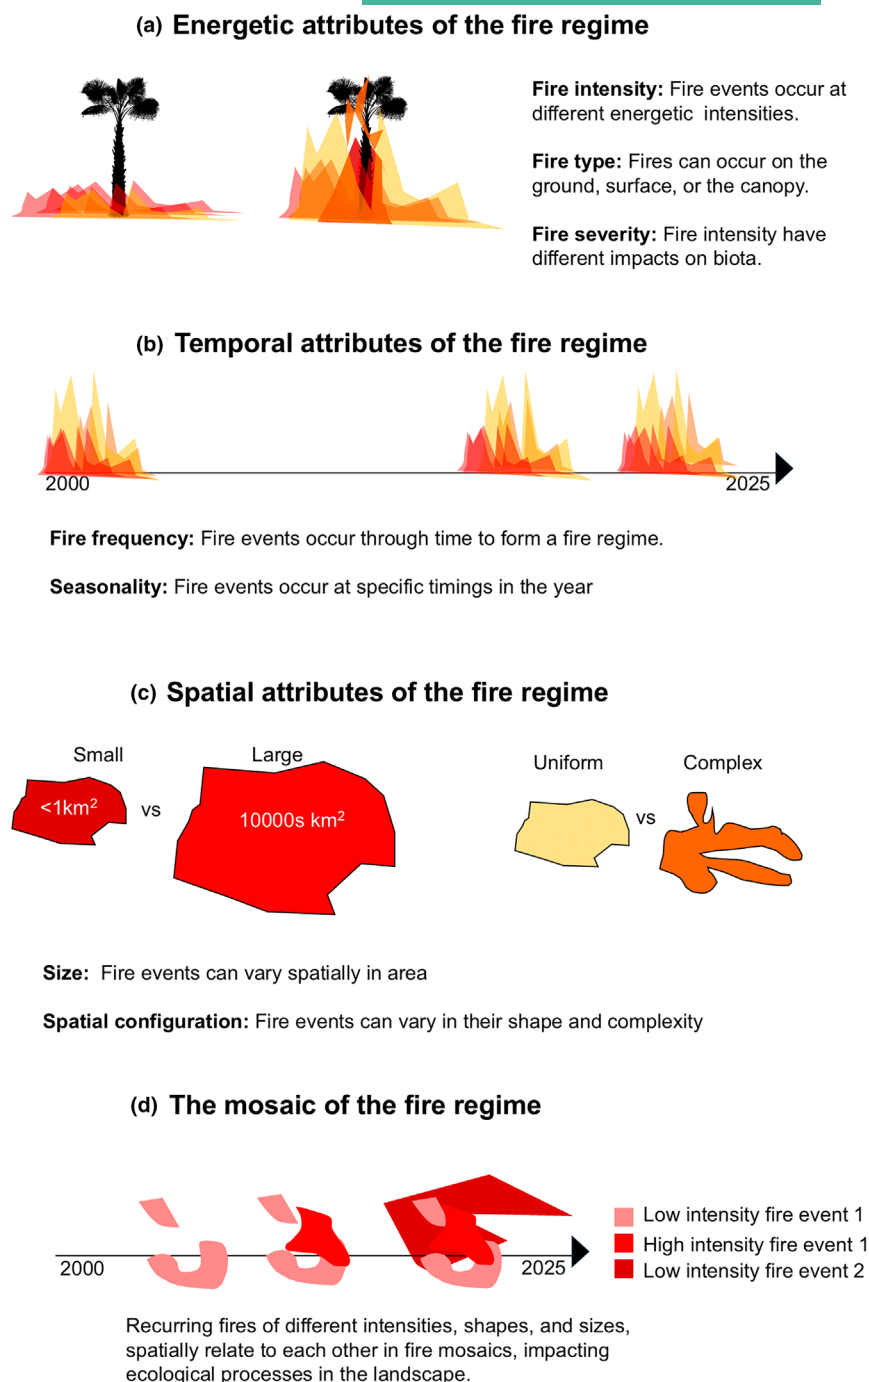 (a) Energetic attributes of the fire regime
Fire intensity: Fire events occur at
different energetic intensities.
Fire type: Fires can occur on the
ground, surface, or the canopy.
Fire severity: Fire intensity have
different impacts on biota.
(b) Temporal attributes of the fire regime
2000
2025
Fire frequency: Fire events occur through time to form a fire regime.
Seasonality: Fire events occur at specific timings in the year
(c) Spatial attributes of the fire regime
Small
Large
<1km²
vs
10000s km²
Uniform
Complex
vs
Size: Fire events can vary spatially in area
Spatial configuration: Fire events can vary in their shape and complexity
(d) The mosaic of the fire regime
2000
2025
Low intensity fire event 1
High intensity fire event 1
Low intensity fire event 2
Recurring fires of different intensities, shapes, and sizes,
spatially relate to each other in fire mosaics, impacting
ecological processes in the landscape.